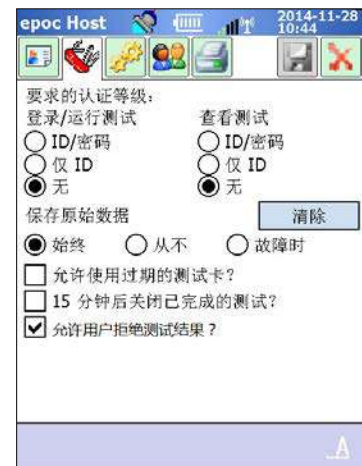 epoc Host 2014-11-28
10:44
要求的认证等级:
登录/运行测试 查看测试
ID/密码 ID/密码
仅 ID 仅 ID
无 无
保存原始数据 清除
始终 从不 故障时
允许使用过期的测试卡?
15 分钟后关闭已完成的测试?
允许用户拒绝测试结果?
A